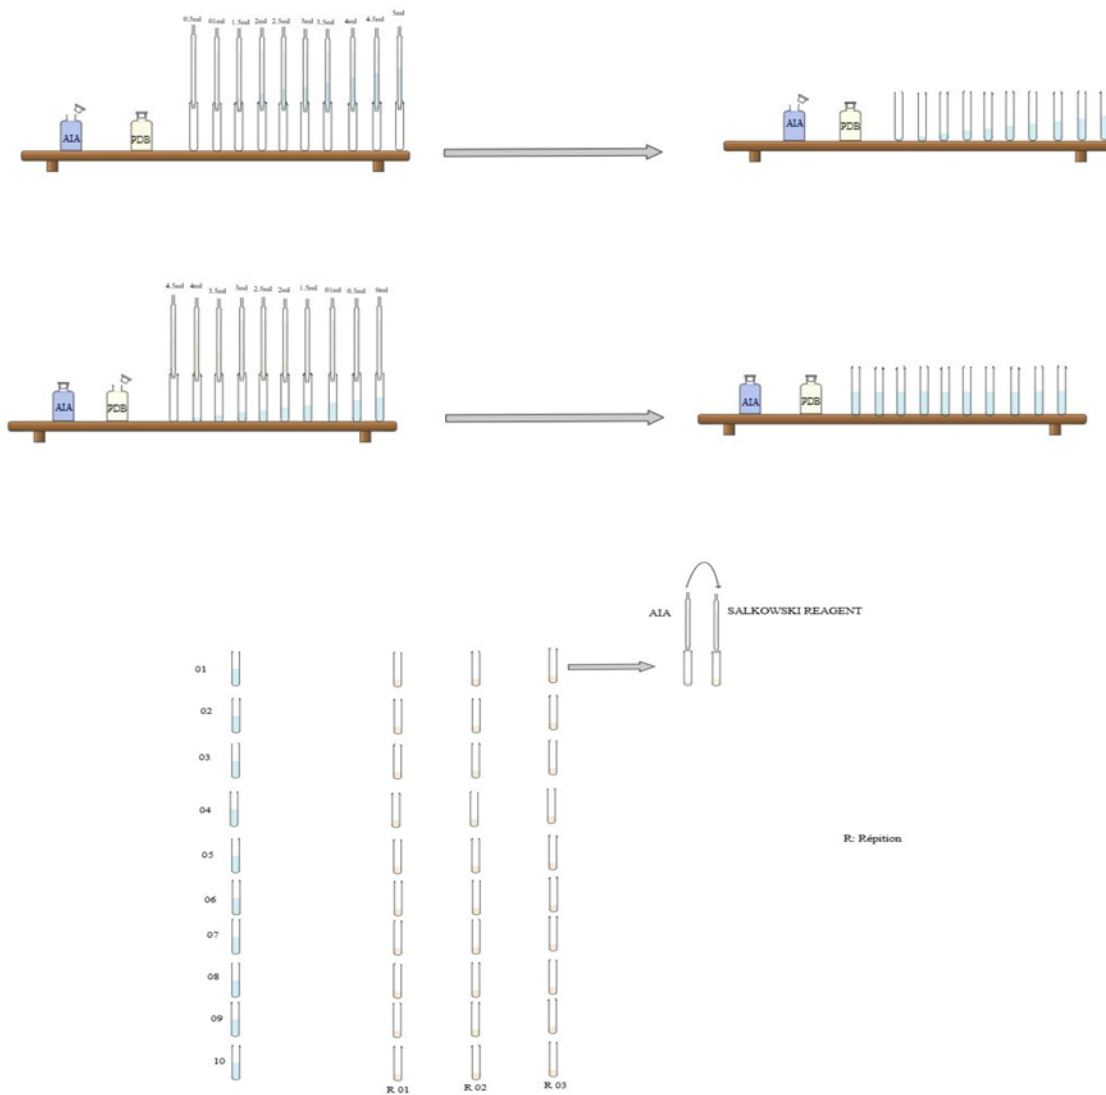 0.5ml 01ml 1.5ml 2ml 2.5ml 3ml 3.5ml 4ml 4.5ml 5ml
AIA PDB
AIA PDB
4.5ml 4ml 3.5ml 3ml 2.5ml 2ml 1.5ml 01ml 0.5ml 0ml
AIA PDB
AIA PDB
AIA SALKOWSKI REAGENT
01
02
03
04
R: Répition
05
06
07
08
09
10
R 01 R 02 R 03